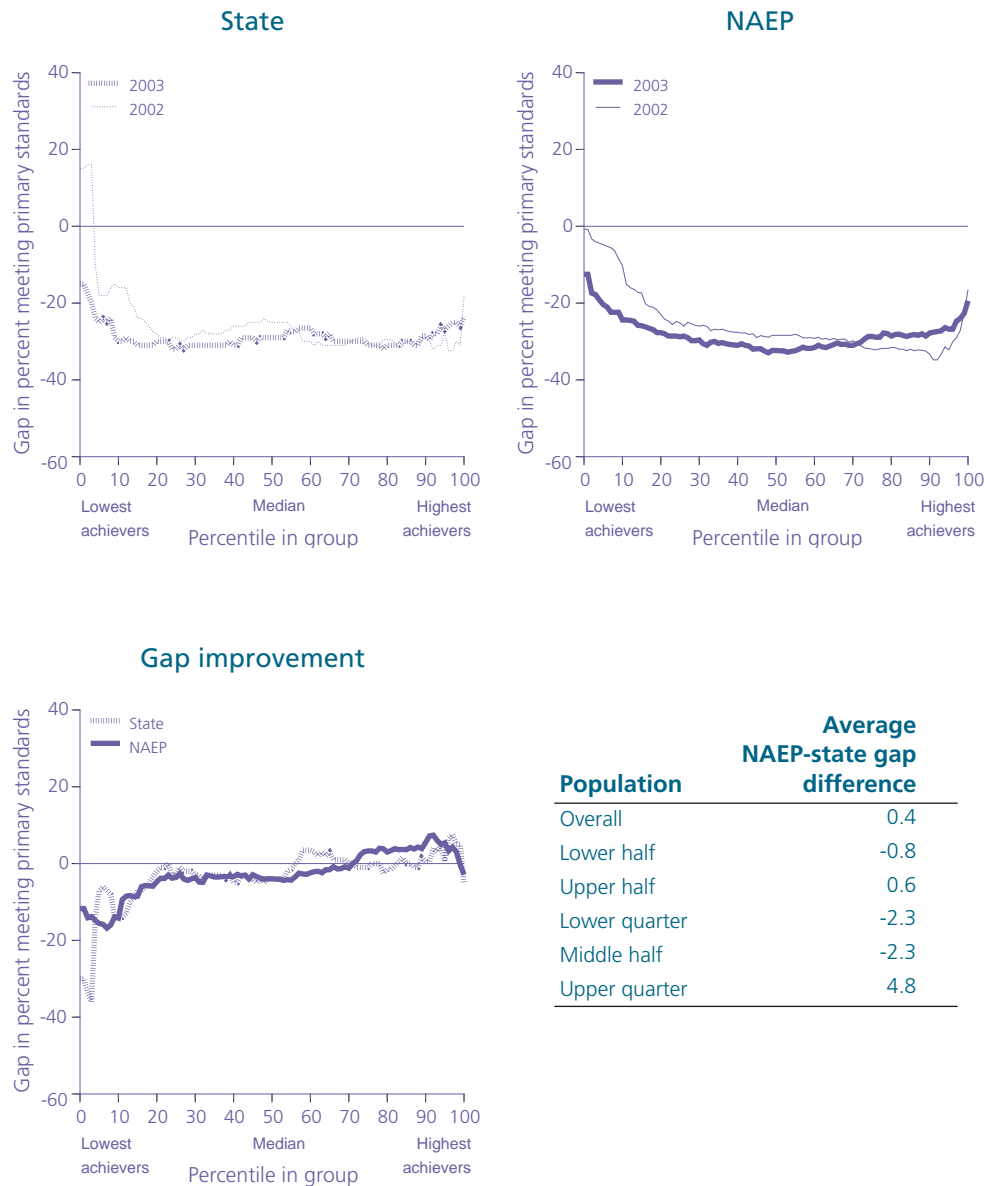 State
Gap in percent meeting primary standards
40
20
0
-20
-40
-60
2003
2002
0 10 20 30 40 50 60 70 80 90 100
Lowest achievers
Median
Highest achievers
Percentile in group
NAEP
Gap in percent meeting primary standards
40
20
0
-20
-40
-60
2003
2002
0 10 20 30 40 50 60 70 80 90 100
Lowest achievers
Median
Highest achievers
Percentile in group
Gap improvement
Gap in percent meeting primary standards
40
20
0
-20
-40
-60
State
NAEP
0 10 20 30 40 50 60 70 80 90 100
Lowest achievers
Median
Highest achievers
Percentile in group
Average
NAEP-state gap
Population difference
Overall 0.4
Lower half -0.8
Upper half 0.6
Lower quarter -2.3
Middle half -2.3
Upper quarter 4.8